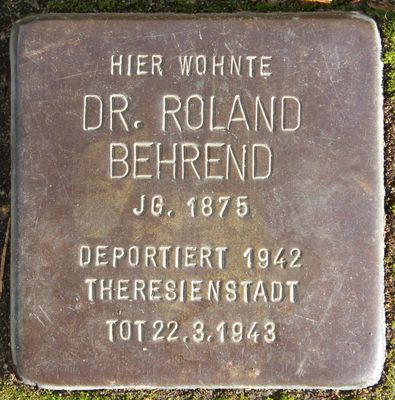 HIER WOHNTE
DR. ROLAND
BEHREND
JG. 1875
DEPORTIERT 1942
THERESIENSTADT
TOT 22.3.1943